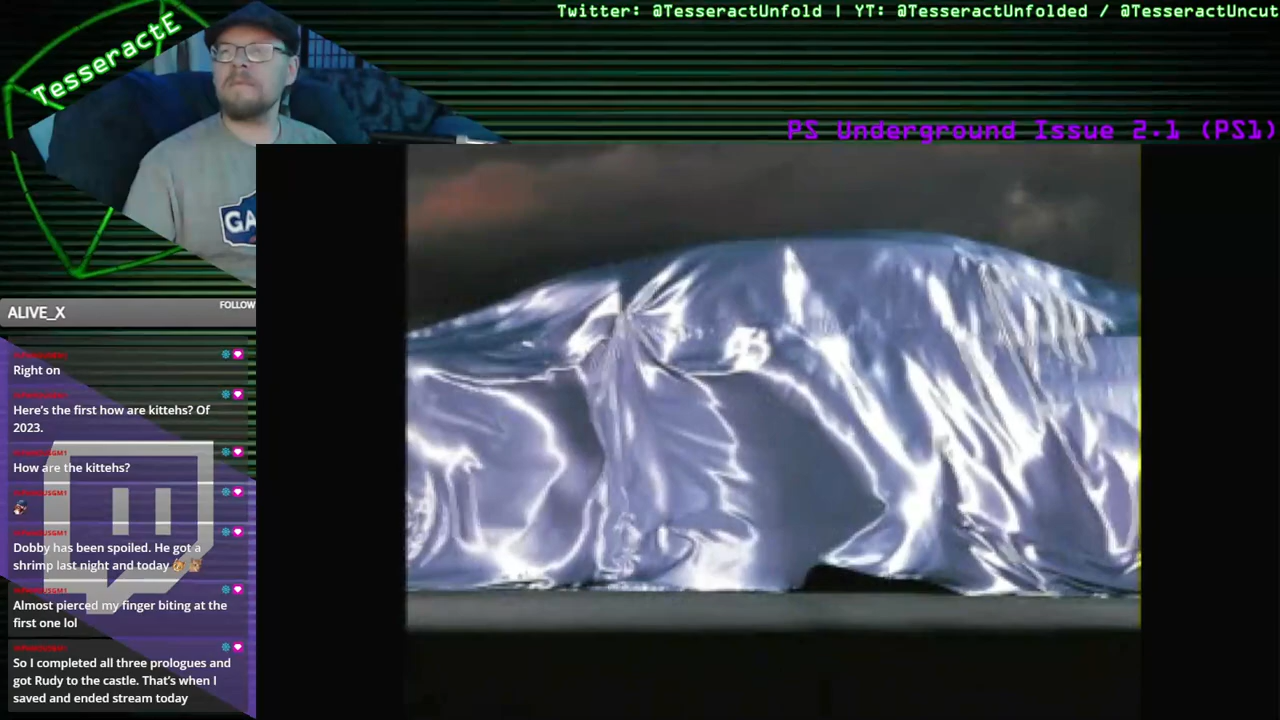 Twitter: @TesseractUnfold | YT: @TesseractUnfolded / @TesseractUncut
TesseractE
PS Underground Issue 2.1 (PS1)
GA
ALIVE_X
FOLLOW
Right on
Here's the first how are kittehs? Of
2023.
How are the kittehs?
Dobby has been spoiled. He got a
shrimp last night and today
Almost pierced my finger biting at the
first one lol
So I completed all three prologues and
got Rudy to the castle. That's when I
saved and ended stream today